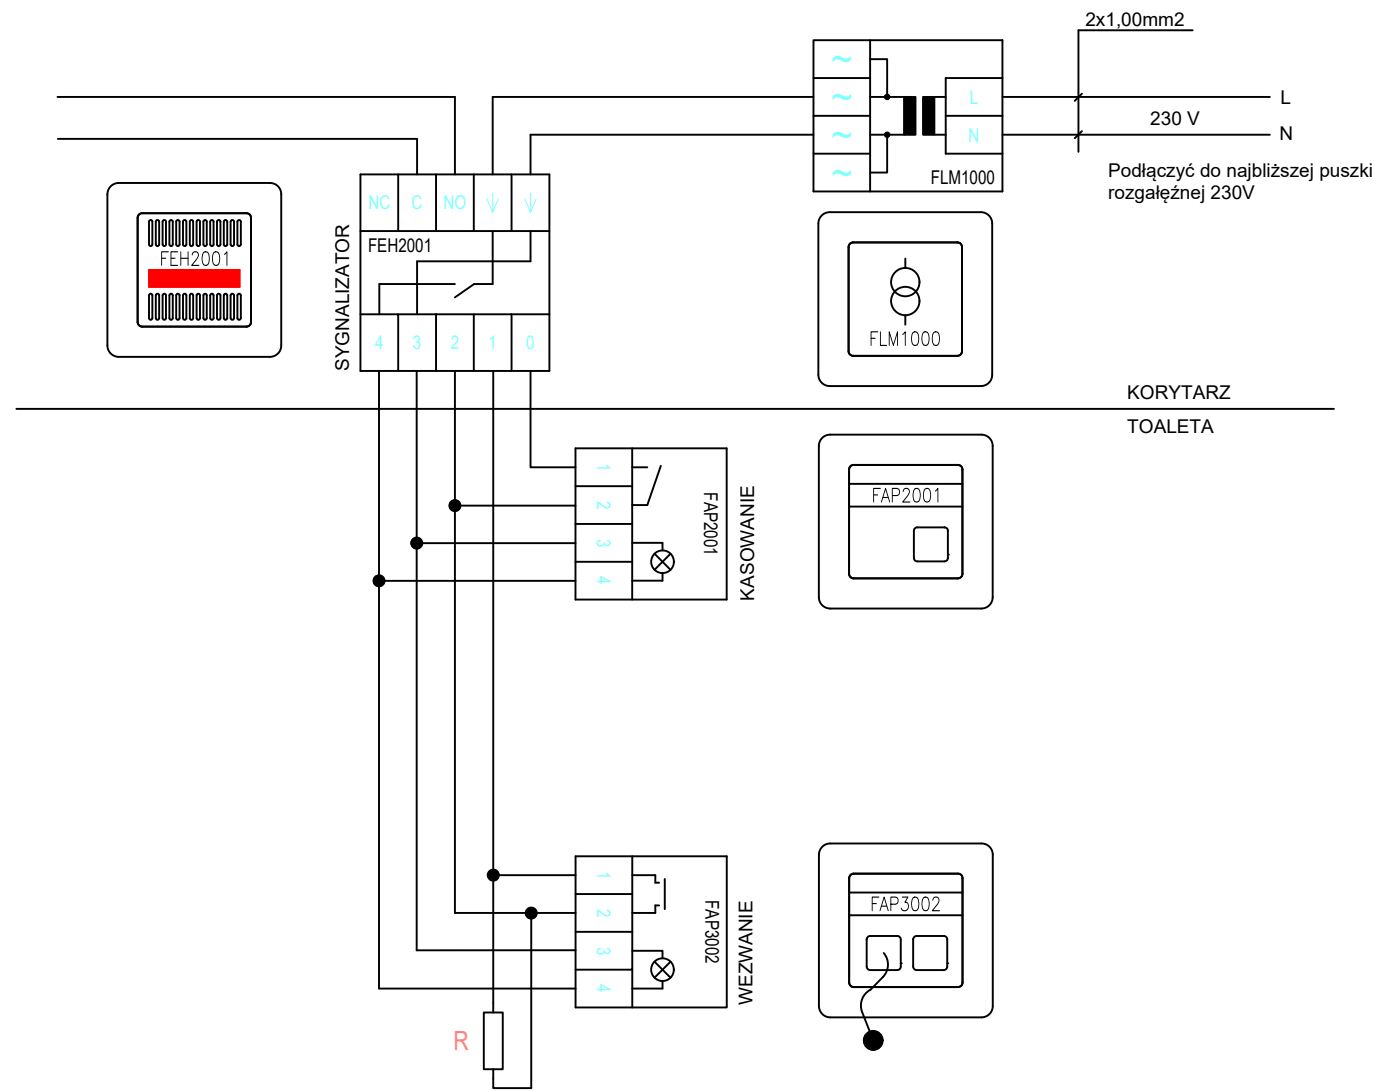 2x1,00mm2
~
~
~
~
L
N
FLM1000
L
230 V
N
Podłączyć do najbliższej puszki
rozgałęźnej 230V
NC C NO
FEH2001
SYGNALIZATOR
4 3 2 1 0
FEH2001
FLM1000
KORYTARZ
TOALETA
1
2
3
4
FAP2001
KASOWANIE
FAP2001
1
2
3
4
FAP3002
WEZWANIE
FAP3002
R